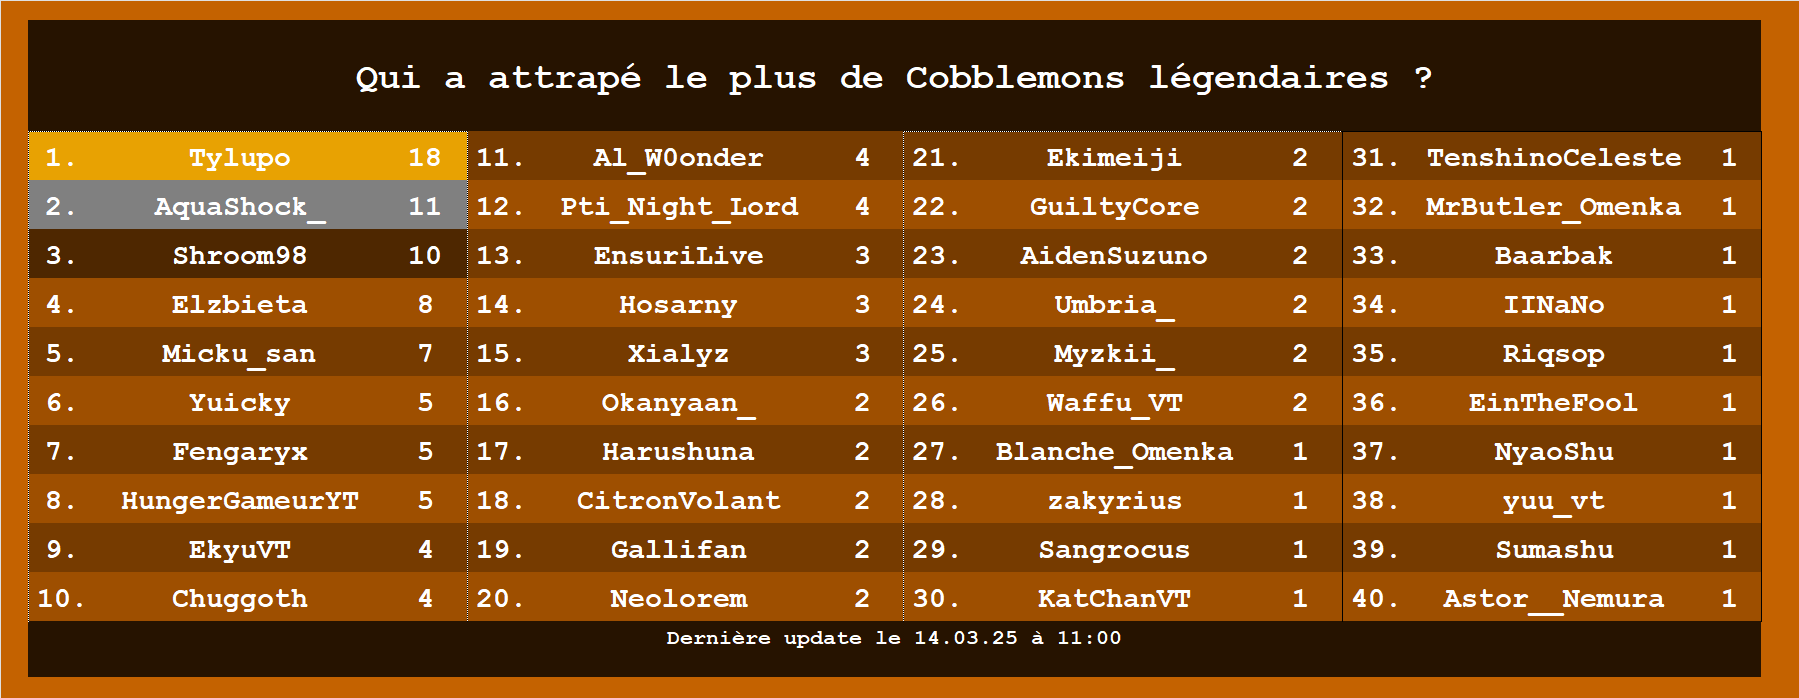 Qui a attrapé le plus de Cobblemons légendaires ?
1. Tylupo 18 11. Al_W0onder 4 21. Ekimeiji 2 31. TenshinoCeleste 1
2. AquaShock_ 11 12. Pti_Night_Lord 4 22. GuiltyCore 2 32. MrButler_Omenka 1
3. Shroom98 10 13. EnsuriLive 3 23. AidenSuzuno 2 33. Baarbak 1
4. Elzbieta 8 14. Hosarny 3 24. Umbria_ 2 34. IINaNo 1
5. Micku_san 7 15. Xialyz 3 25. Myzkii_ 2 35. Riqsop 1
6. Yuicky 5 16. Okanyaan_ 2 26. Waffu_VT 2 36. EinTheFool 1
7. Fengaryx 5 17. Harushuna 2 27. Blanche_Omenka 1 37. NyaoShu 1
8. HungerGameurYT 5 18. CitronVolant 2 28. zakyrius 1 38. yuu_vt 1
9. EkyuVT 4 19. Gallifan 2 29. Sangrocus 1 39. Sumashu 1
10. Chuggoth 4 20. Neolorem 2 30. KatChanVT 1 40. Astor__Nemura 1
Dernière update le 14.03.25 à 11:00